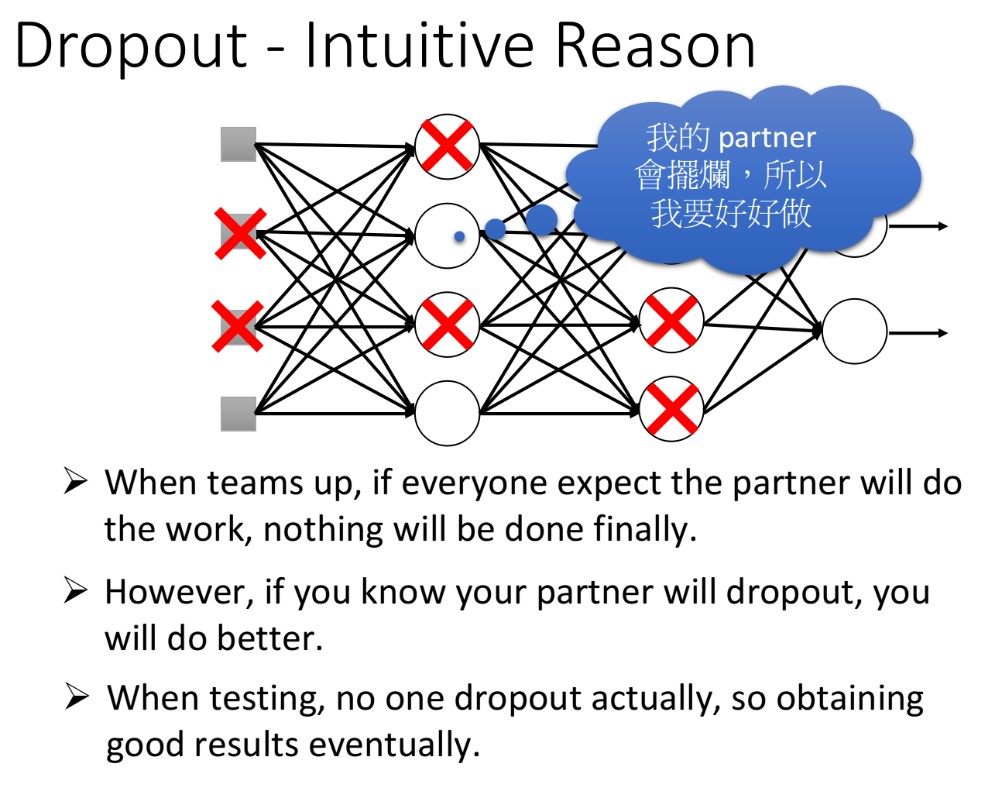 Dropout - Intuitive Reason
我的 partner
會擺爛，所以
我要好好做
➢ When teams up, if everyone expect the partner will do
the work, nothing will be done finally.
➢ However, if you know your partner will dropout, you
will do better.
➢ When testing, no one dropout actually, so obtaining
good results eventually.